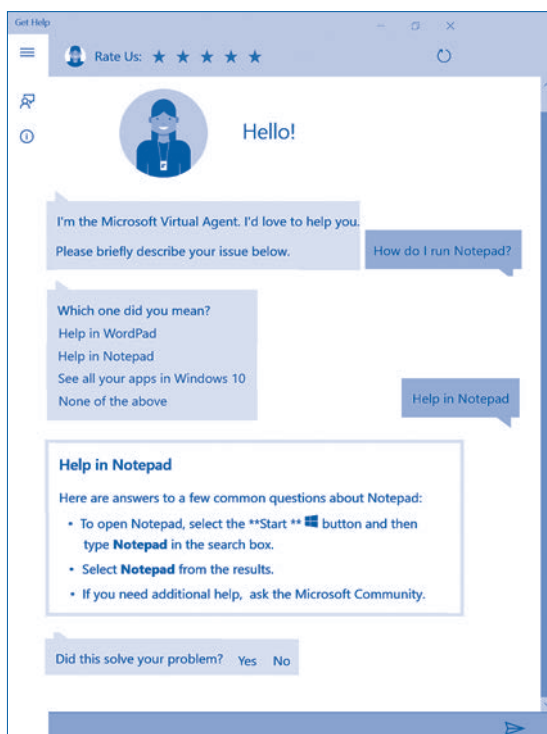 Get Help
Rate Us: ★ ★ ★ ★ ★
Hello!
I'm the Microsoft Virtual Agent. I'd love to help you.
Please briefly describe your issue below.
How do I run Notepad?
Which one did you mean?
Help in WordPad
Help in Notepad
See all your apps in Windows 10
None of the above
Help in Notepad
Help in Notepad
Here are answers to a few common questions about Notepad:
• To open Notepad, select the **Start ** button and then
type Notepad in the search box.
• Select Notepad from the results.
• If you need additional help, ask the Microsoft Community.
Did this solve your problem? Yes No